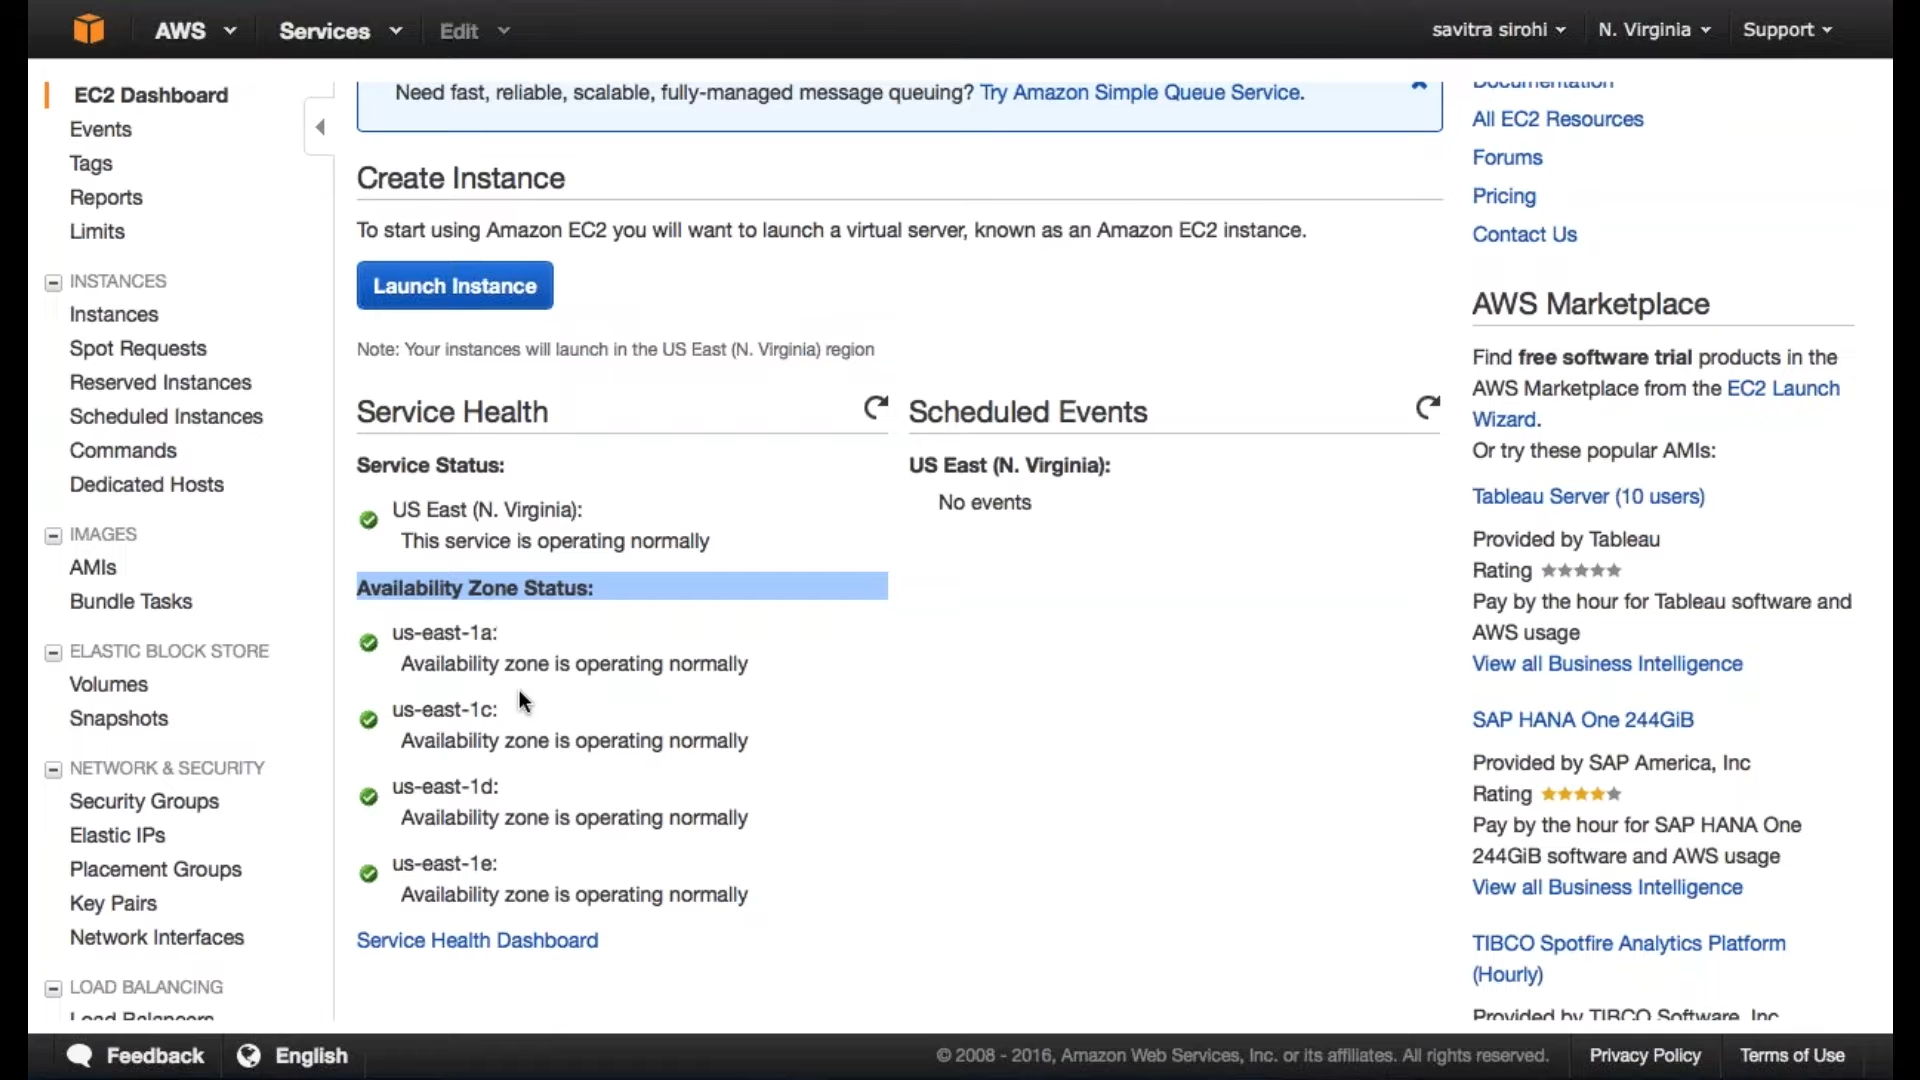 AWS Services Edit savitra sirohi N. Virginia Support
EC2 Dashboard
Events
Tags
Reports
Limits
INSTANCES
Instances
Spot Requests
Reserved Instances
Scheduled Instances
Commands
Dedicated Hosts
IMAGES
AMIs
Bundle Tasks
ELASTIC BLOCK STORE
Volumes
Snapshots
NETWORK & SECURITY
Security Groups
Elastic IPs
Placement Groups
Key Pairs
Network Interfaces
LOAD BALANCING
Load Balancers
Need fast, reliable, scalable, fully-managed message queuing? Try Amazon Simple Queue Service.
Create Instance
To start using Amazon EC2 you will want to launch a virtual server, known as an Amazon EC2 instance.
Launch Instance
Note: Your instances will launch in the US East (N. Virginia) region
Service Health
Service Status:
US East (N. Virginia):
This service is operating normally
Availability Zone Status:
us-east-1a:
Availability zone is operating normally
us-east-1c:
Availability zone is operating normally
us-east-1d:
Availability zone is operating normally
us-east-1e:
Availability zone is operating normally
Service Health Dashboard
Scheduled Events
US East (N. Virginia):
No events
Documentation
All EC2 Resources
Forums
Pricing
Contact Us
AWS Marketplace
Find free software trial products in the
AWS Marketplace from the EC2 Launch
Wizard.
Or try these popular AMIs:
Tableau Server (10 users)
Provided by Tableau
Rating
Pay by the hour for Tableau software and
AWS usage
View all Business Intelligence
SAP HANA One 244GiB
Provided by SAP America, Inc
Rating
Pay by the hour for SAP HANA One
244GiB software and AWS usage
View all Business Intelligence
TIBCO Spotfire Analytics Platform
(Hourly)
Provided by TIBCO Software, Inc
Feedback English © 2008 - 2016, Amazon Web Services, Inc. or its affiliates. All rights reserved. Privacy Policy Terms of Use